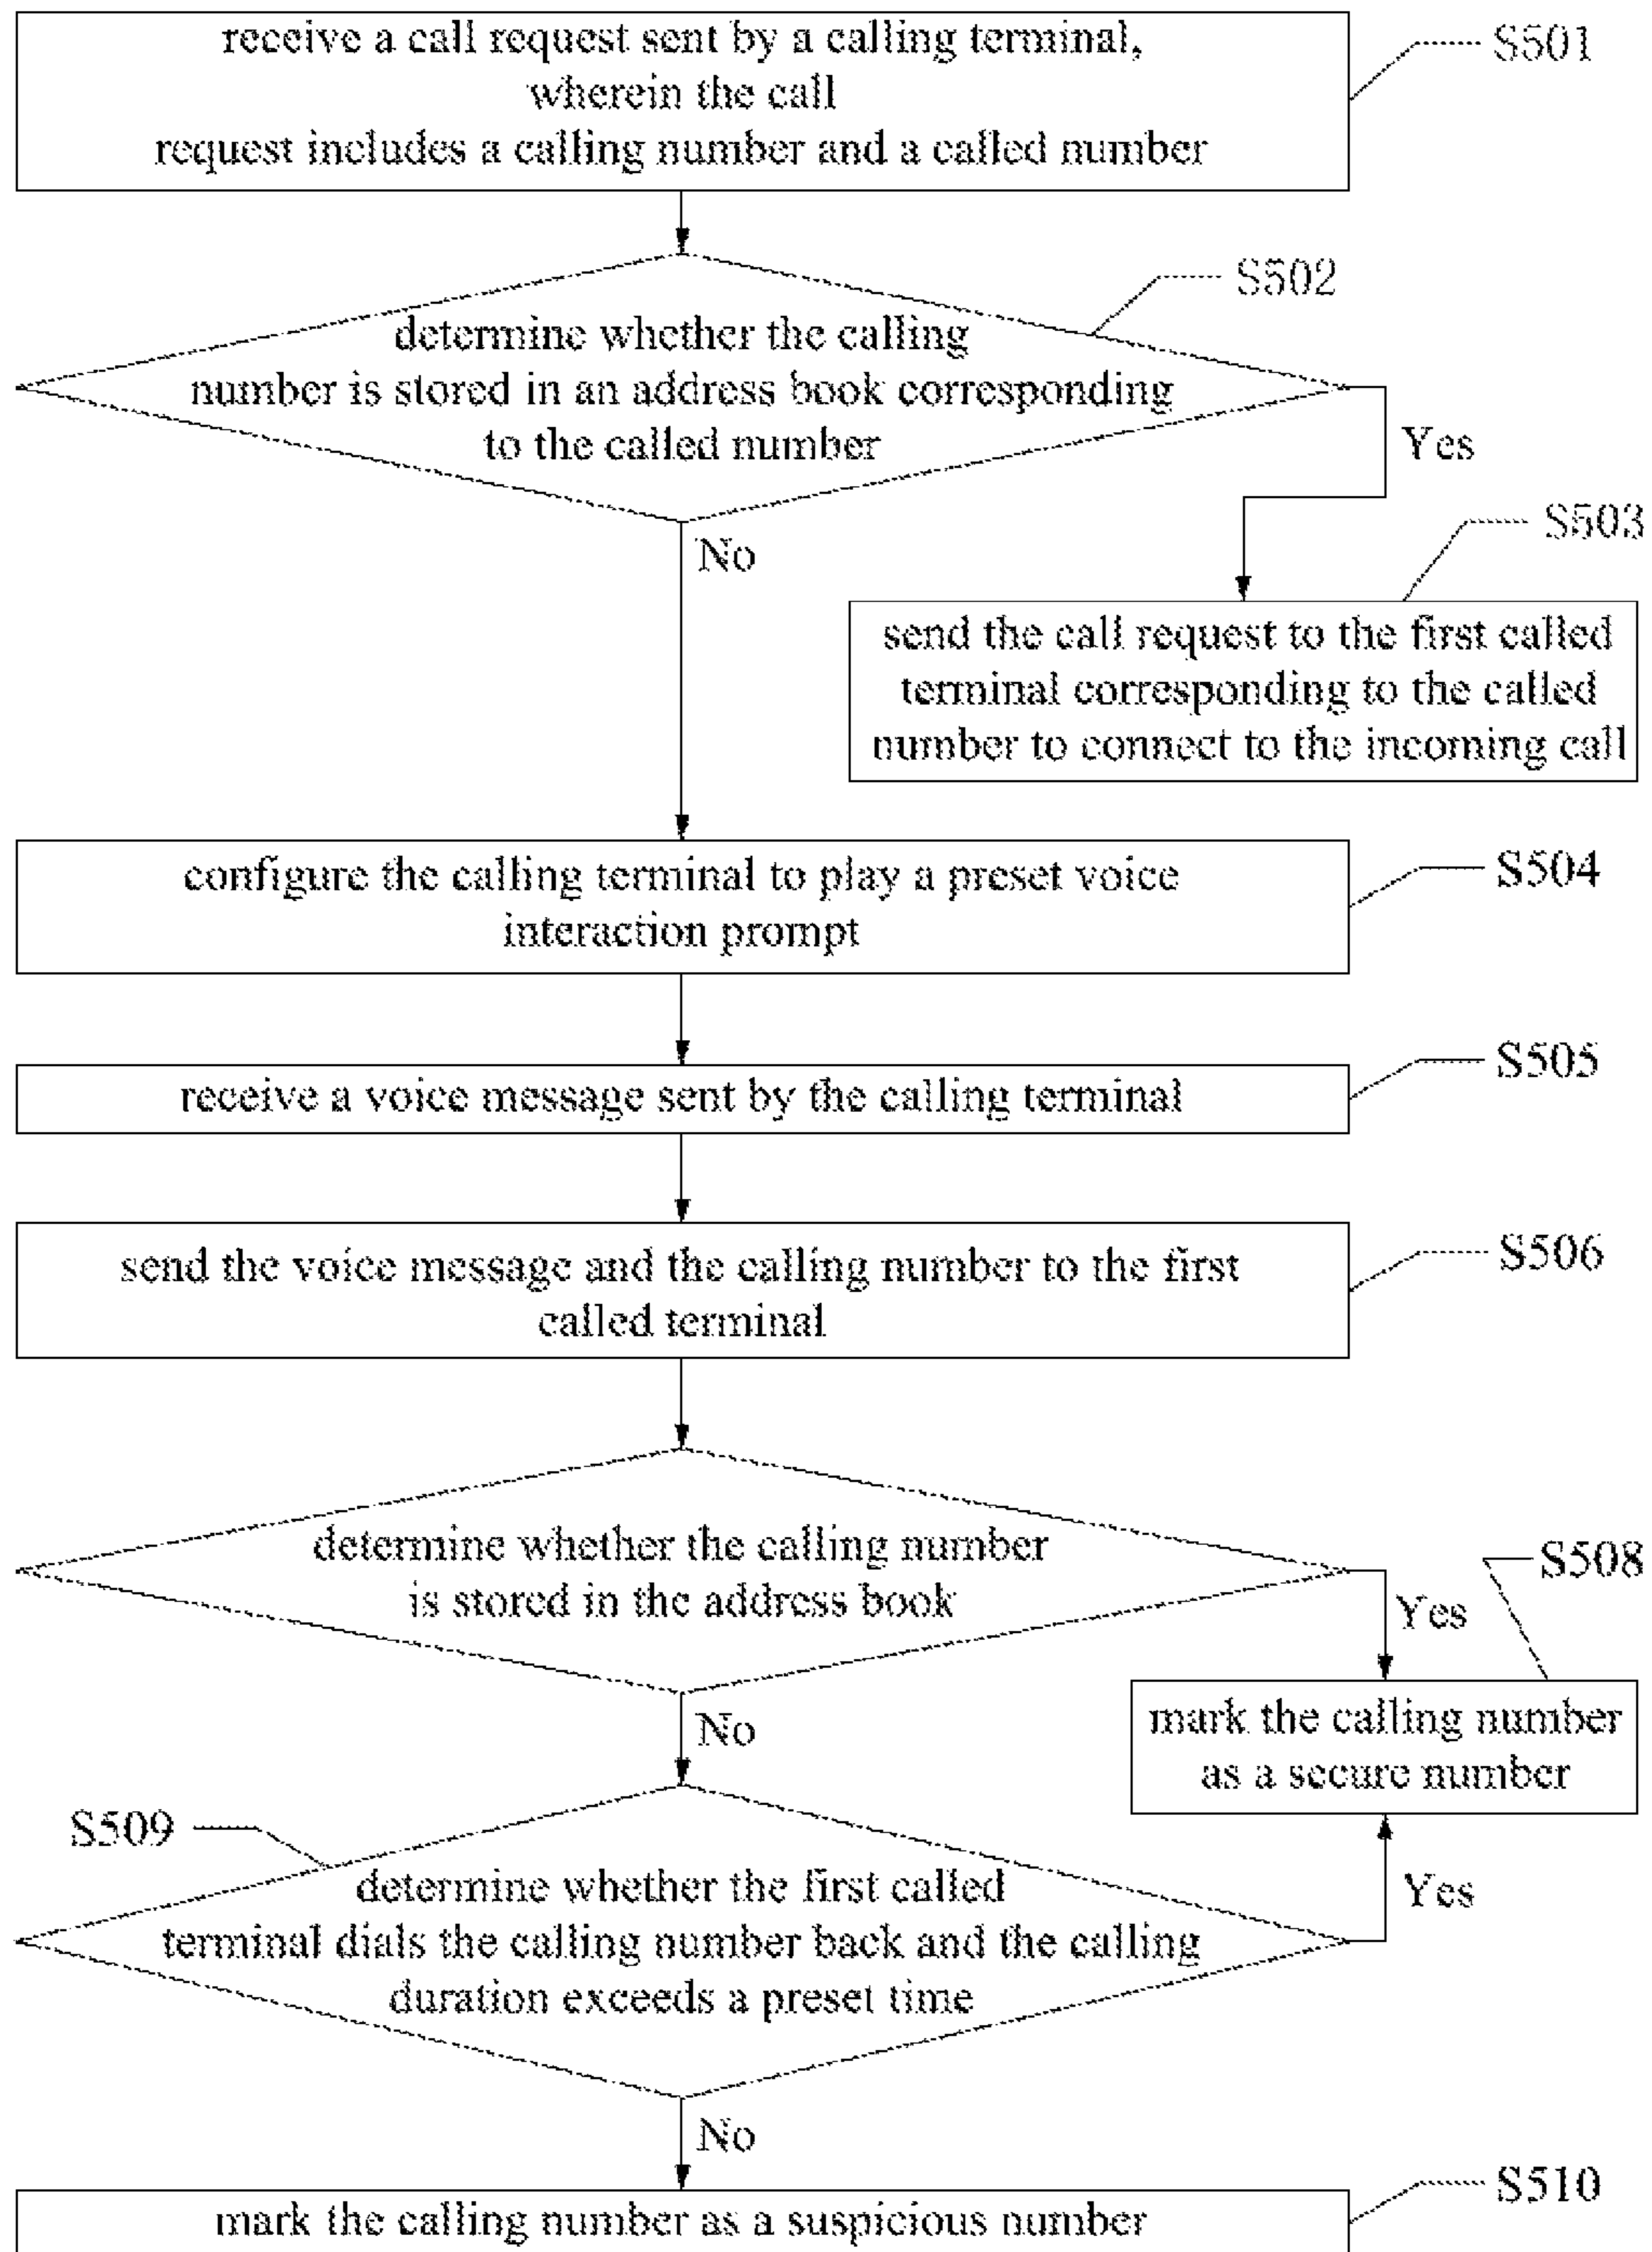 receive a call request sent by a calling terminal,
wherein the call
request includes a calling number and a called number
S501
S502
determine whether the calling
number is stored in an address book corresponding
to the called number
Yes
No
S503
send the call request to the first called
terminal corresponding to the called
number to connect to the incoming call
configure the calling terminal to play a preset voice
interaction prompt
S504
receive a voice message sent by the calling terminal
S505
send the voice message and the calling number to the first
called terminal
S506
determine whether the calling number
is stored in the address book
S508
Yes
No
mark the calling number
as a secure number
S509
determine whether the first called
terminal dials the calling number back and the calling
duration exceeds a preset time
Yes
No
mark the calling number as a suspicious number
S510